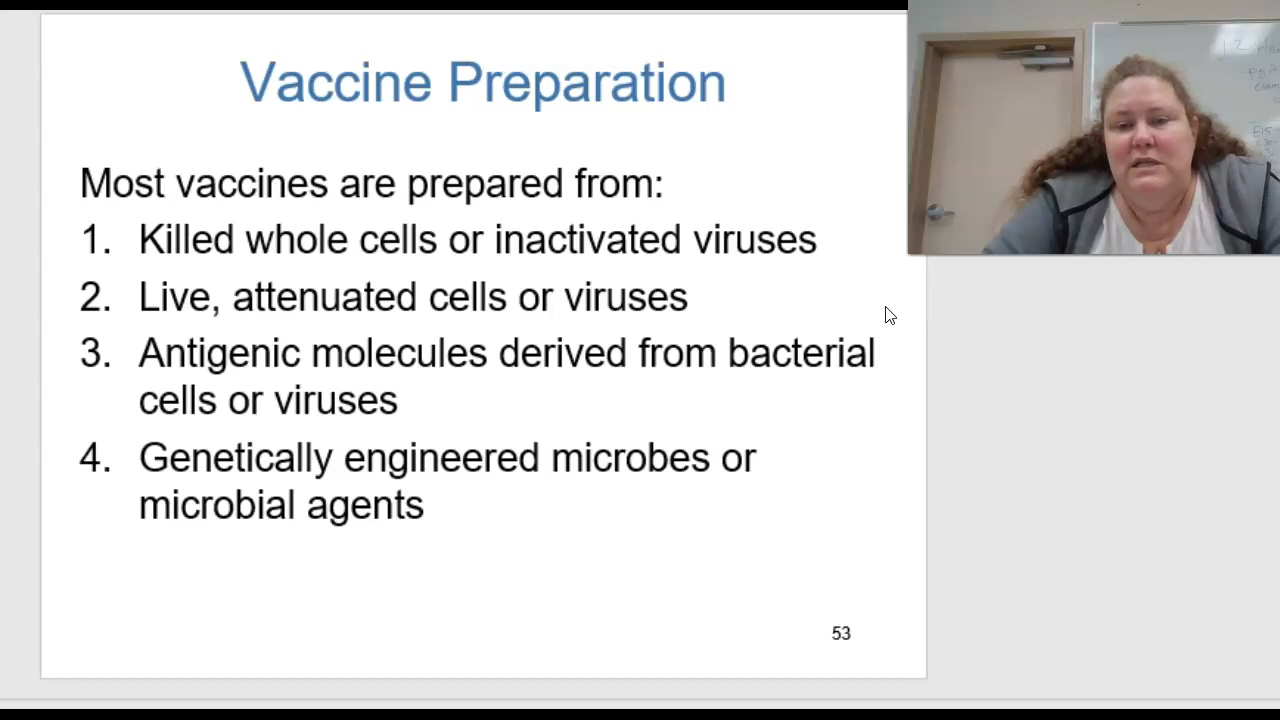 Vaccine Preparation
Most vaccines are prepared from:
1. Killed whole cells or inactivated viruses
2. Live, attenuated cells or viruses
3. Antigenic molecules derived from bacterial
cells or viruses
4. Genetically engineered microbes or
microbial agents
53